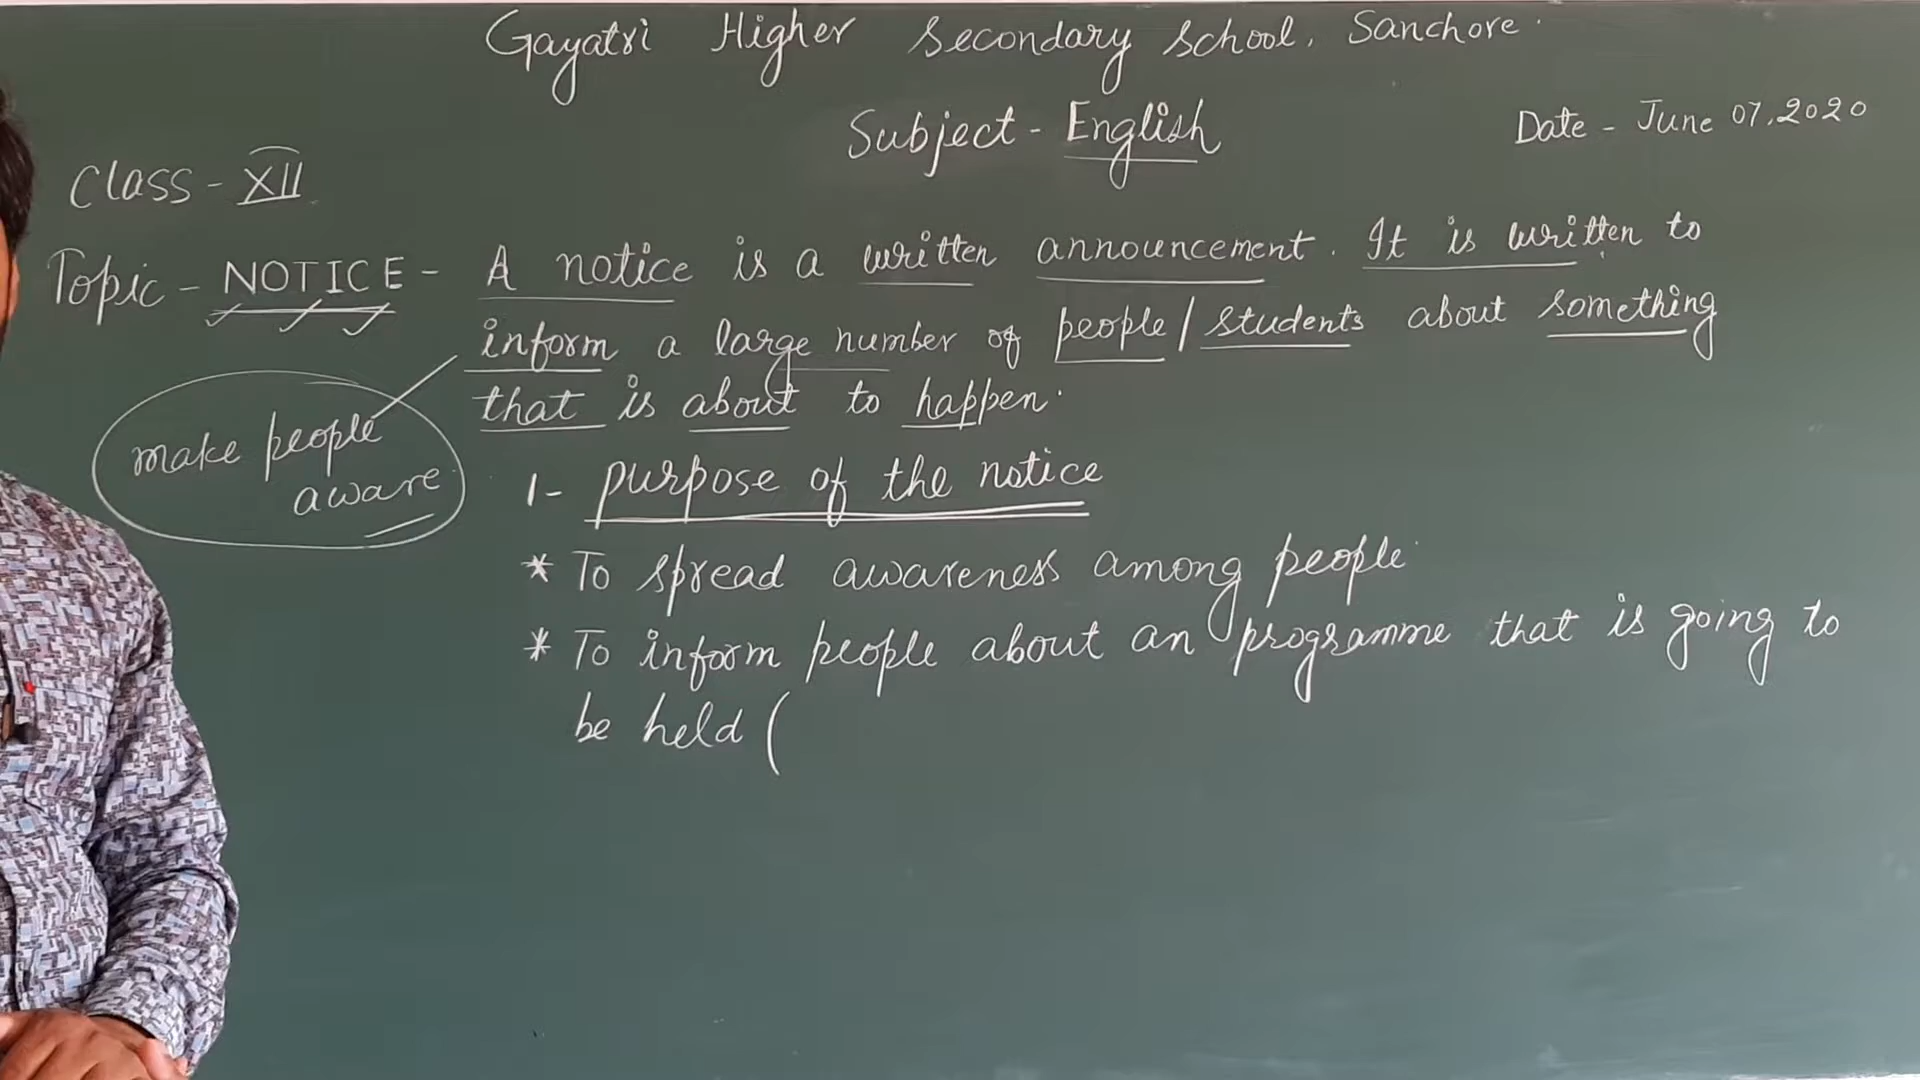 Gayatri Higher Secondary School, Sanchore.
Subject - English
Date - June 07, 2020
Class - XII
Topic - NOTICE - A notice is a written announcement. It is written to
inform a large number of people / students about something
that is about to happen.
make people
aware
1- purpose of the notice
* To spread awareness among people.
* To inform people about an programme that is going to
be held (